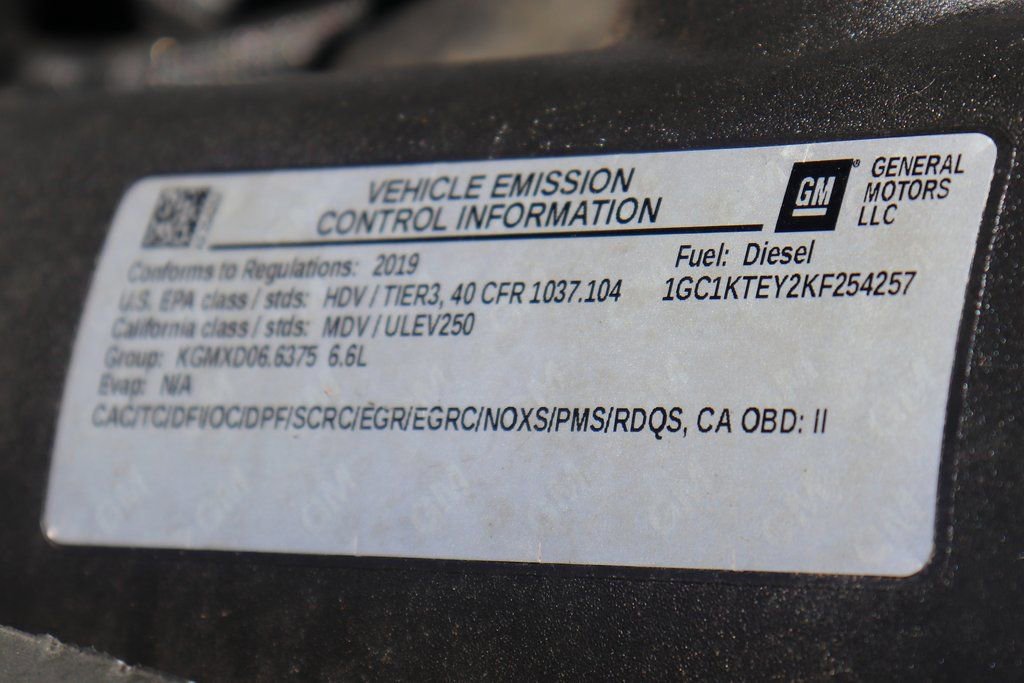 VEHICLE EMISSION
CONTROL INFORMATION
GM
GENERAL
MOTORS
LLC
Conforms to Regulations: 2019
Fuel: Diesel
U.S. EPA class / stds: HDV / TIER3, 40 CFR 1037.104
1GC1KTEY2KF254257
California class / stds: MDV / ULEV250
Group: KGMXD06.6375 6.6L
Evap: N/A
CAC/TC/DFI/OC/DPF/SCRC/EGR/EGRC/NOXS/PMS/RDQS, CA OBD: II